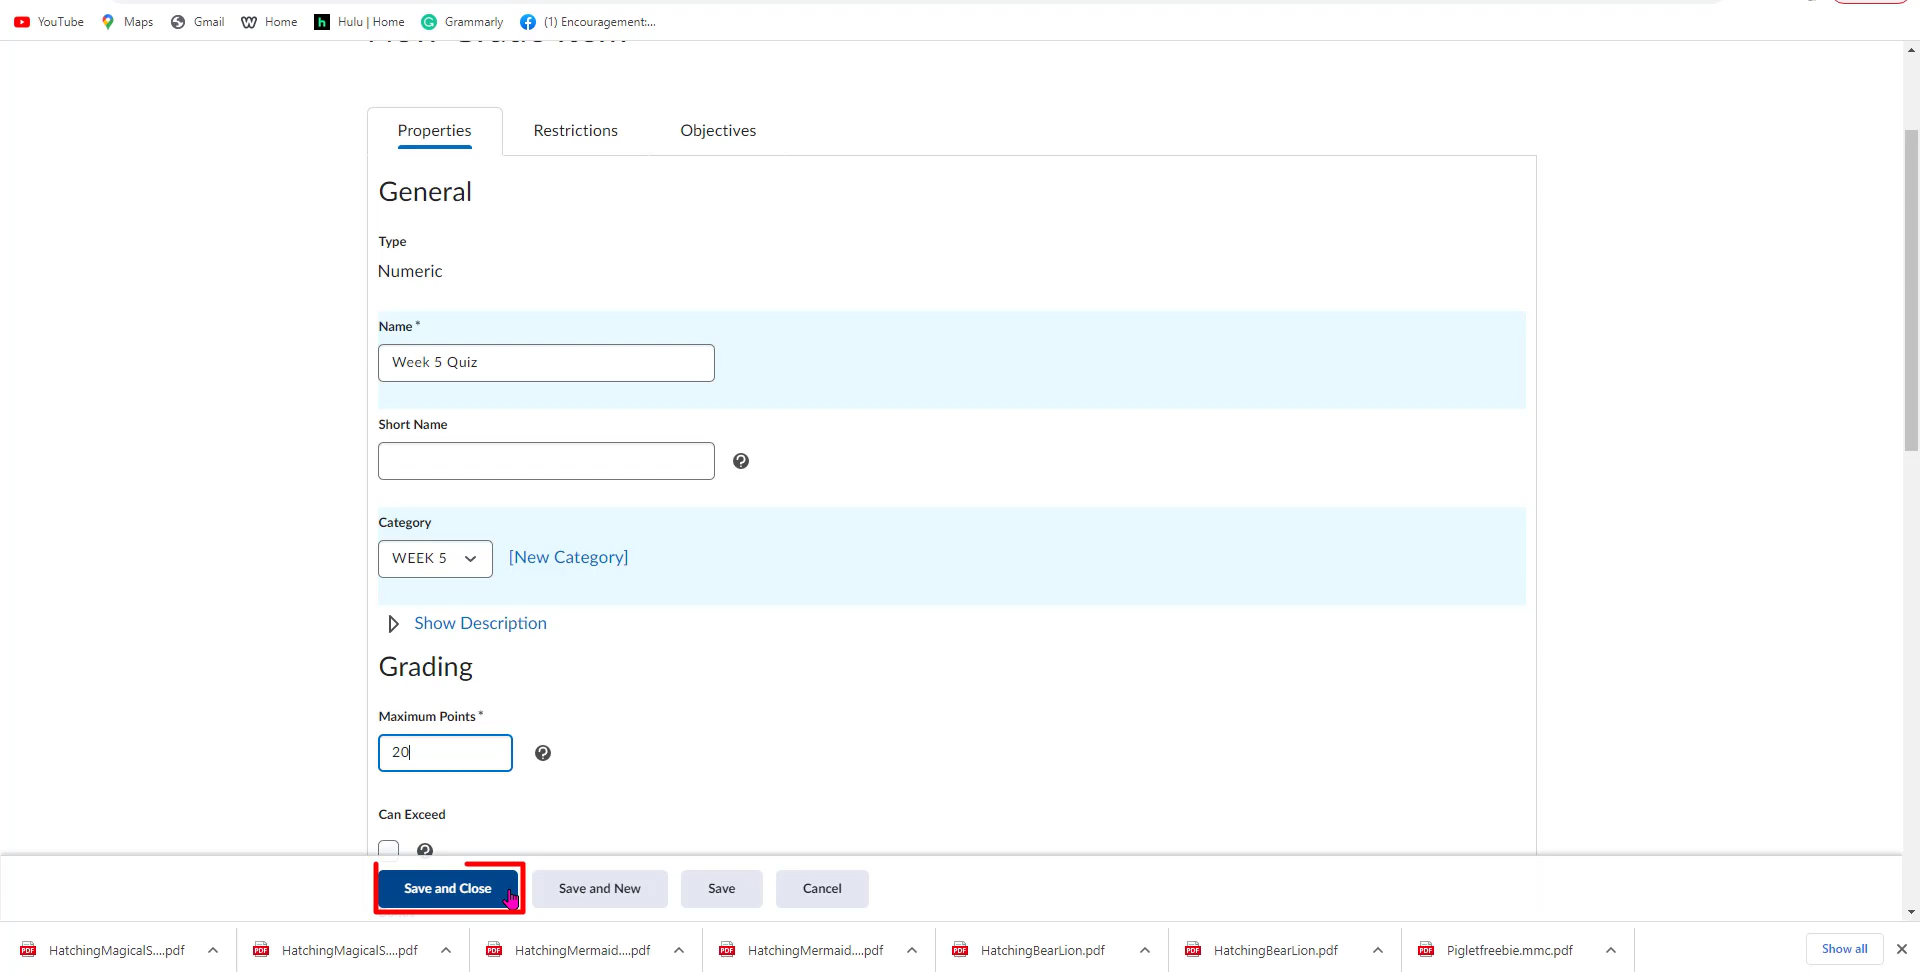 YouTube Maps Gmail Home Hulu | Home Grammarly (1) Encouragement:...
Properties Restrictions Objectives
General
Type
Numeric
Name *
Week 5 Quiz
Short Name
Category
WEEK 5 [New Category]
Show Description
Grading
Maximum Points *
20
Can Exceed
Save and Close Save and New Save Cancel
HatchingMagicalS....pdf HatchingMagicalS....pdf HatchingMermaid....pdf HatchingMermaid....pdf HatchingBearLion.pdf HatchingBearLion.pdf Pigletfreebie.mmc.pdf Show all